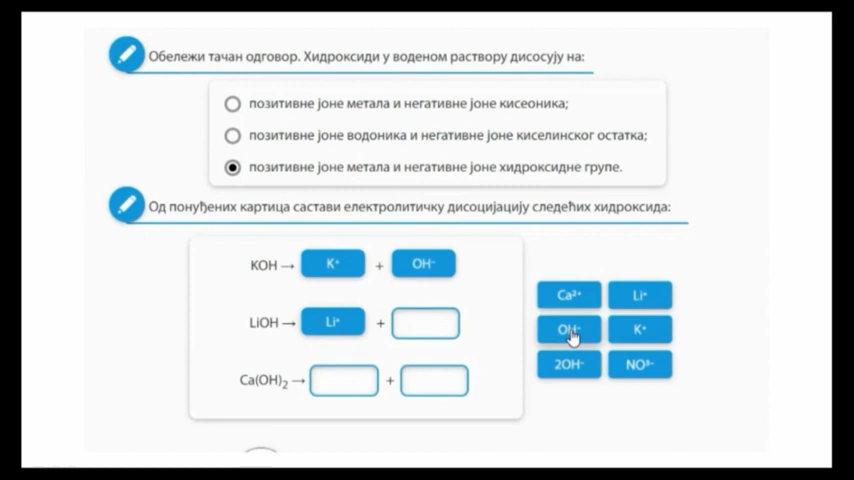 Обележи тачан одговор. Хидроксиди у воденом раствору дисосују на:
позитивне јоне метала и негативне јоне кисеоника;
позитивне јоне водоника и негативне јоне киселинског остатка;
позитивне јоне метала и негативне јоне хидроксидне групе.
Од понуђених картица састави електролитичку дисоцијацију следећих хидроксида:
KOH → K⁺ + OH⁻
LiOH → Li⁺ +
Ca(OH)₂ → +
Ca²⁺ Li⁺
OH⁻ K⁺
2OH⁻ NO³⁻